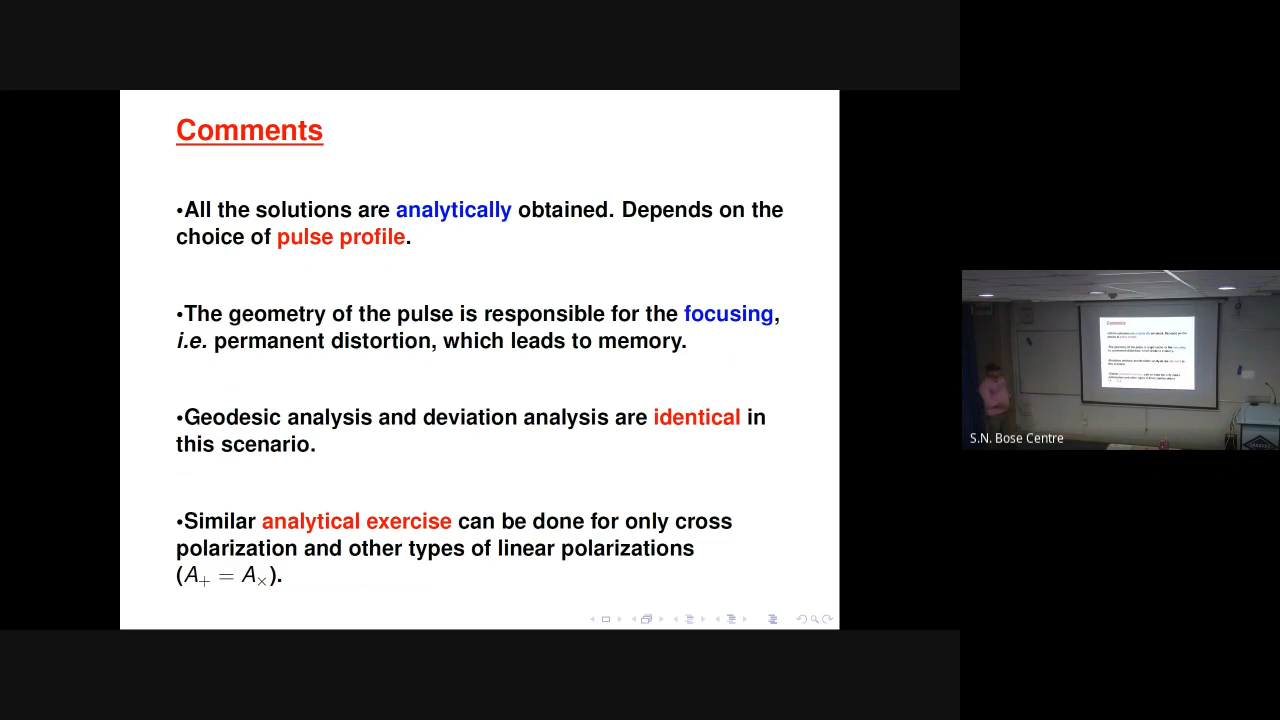 Comments
•All the solutions are analytically obtained. Depends on the
choice of pulse profile.
•The geometry of the pulse is responsible for the focusing,
i.e. permanent distortion, which leads to memory.
•Geodesic analysis and deviation analysis are identical in
this scenario.
•Similar analytical exercise can be done for only cross
polarization and other types of linear polarizations
(A₊ = Aₓ).
S.N. Bose Centre